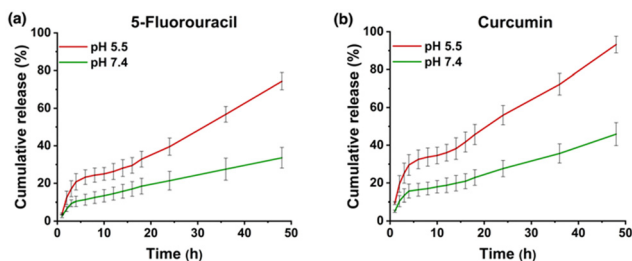 (a)
5-Fluorouracil
pH 5.5
pH 7.4
Cumulative release (%)
100
80
60
40
20
0
0 10 20 30 40 50
Time (h)
(b)
Curcumin
pH 5.5
pH 7.4
Cumulative release (%)
100
80
60
40
20
0
0 10 20 30 40 50
Time (h)